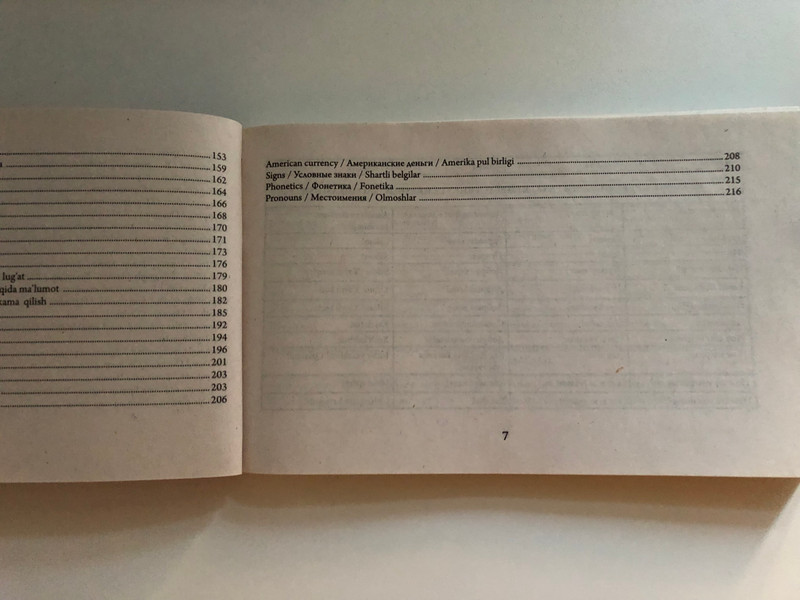 153
159
162
164
166
168
170
171
173
176
lug'at 179
qida ma'lumot 180
kama qilish 182
185
192
194
196
201
203
203
206
American currency / Американские деньги / Amerika pul birligi 208
Signs / Условные знаки / Shartli belgilar 210
Phonetics / Фонетика / Fonetika 215
Pronouns / Местоимения / Olmoshlar 216
7